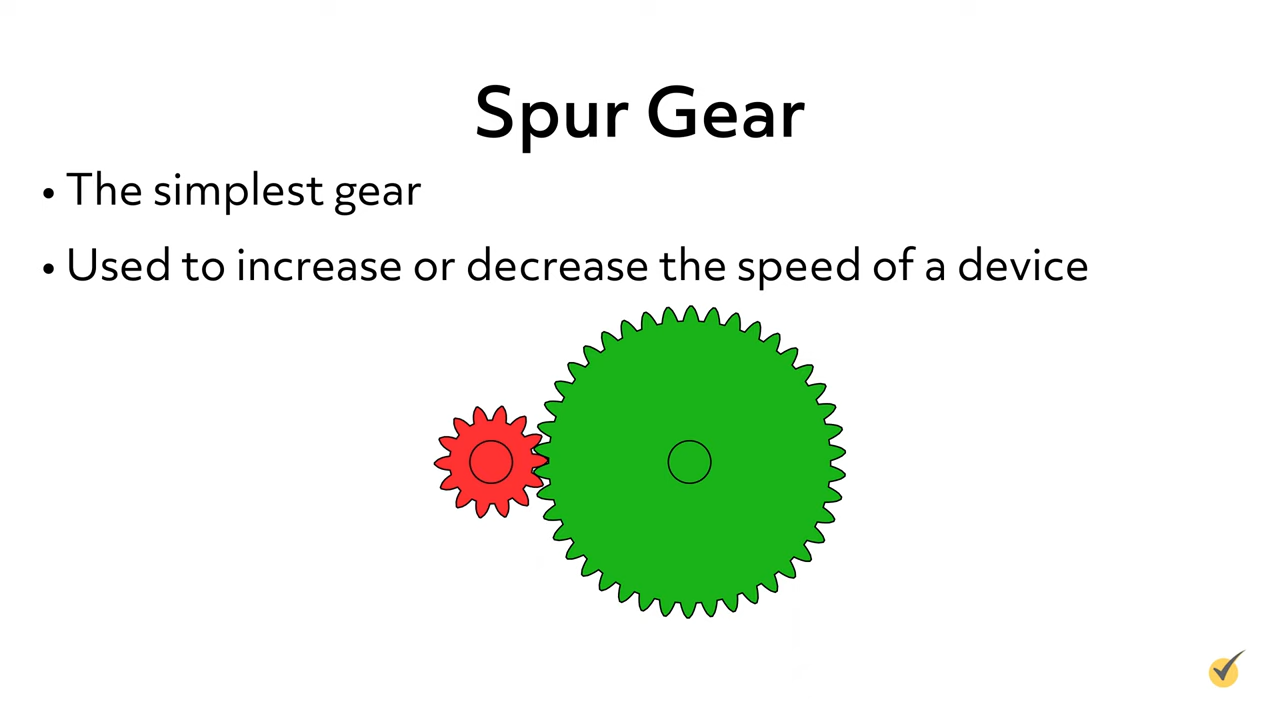 Spur Gear
• The simplest gear
• Used to increase or decrease the speed of a device